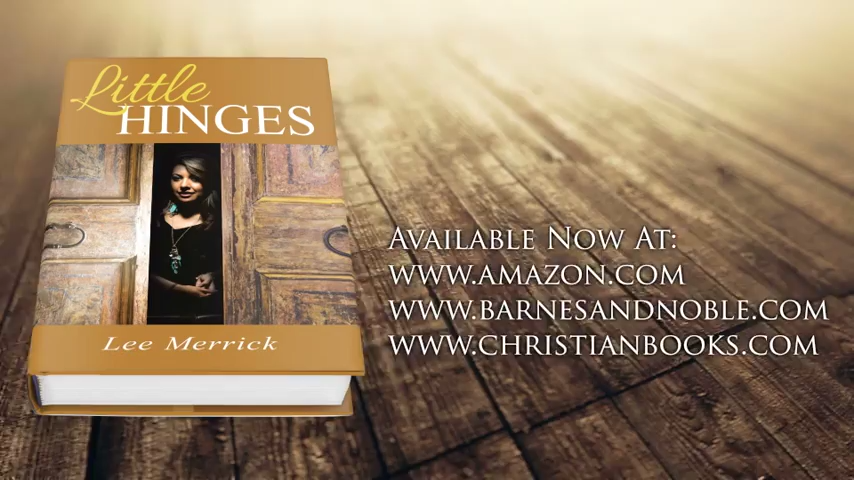 Little
HINGES
Lee Merrick
Available Now At:
www.amazon.com
www.barnesandnoble.com
www.christianbooks.com